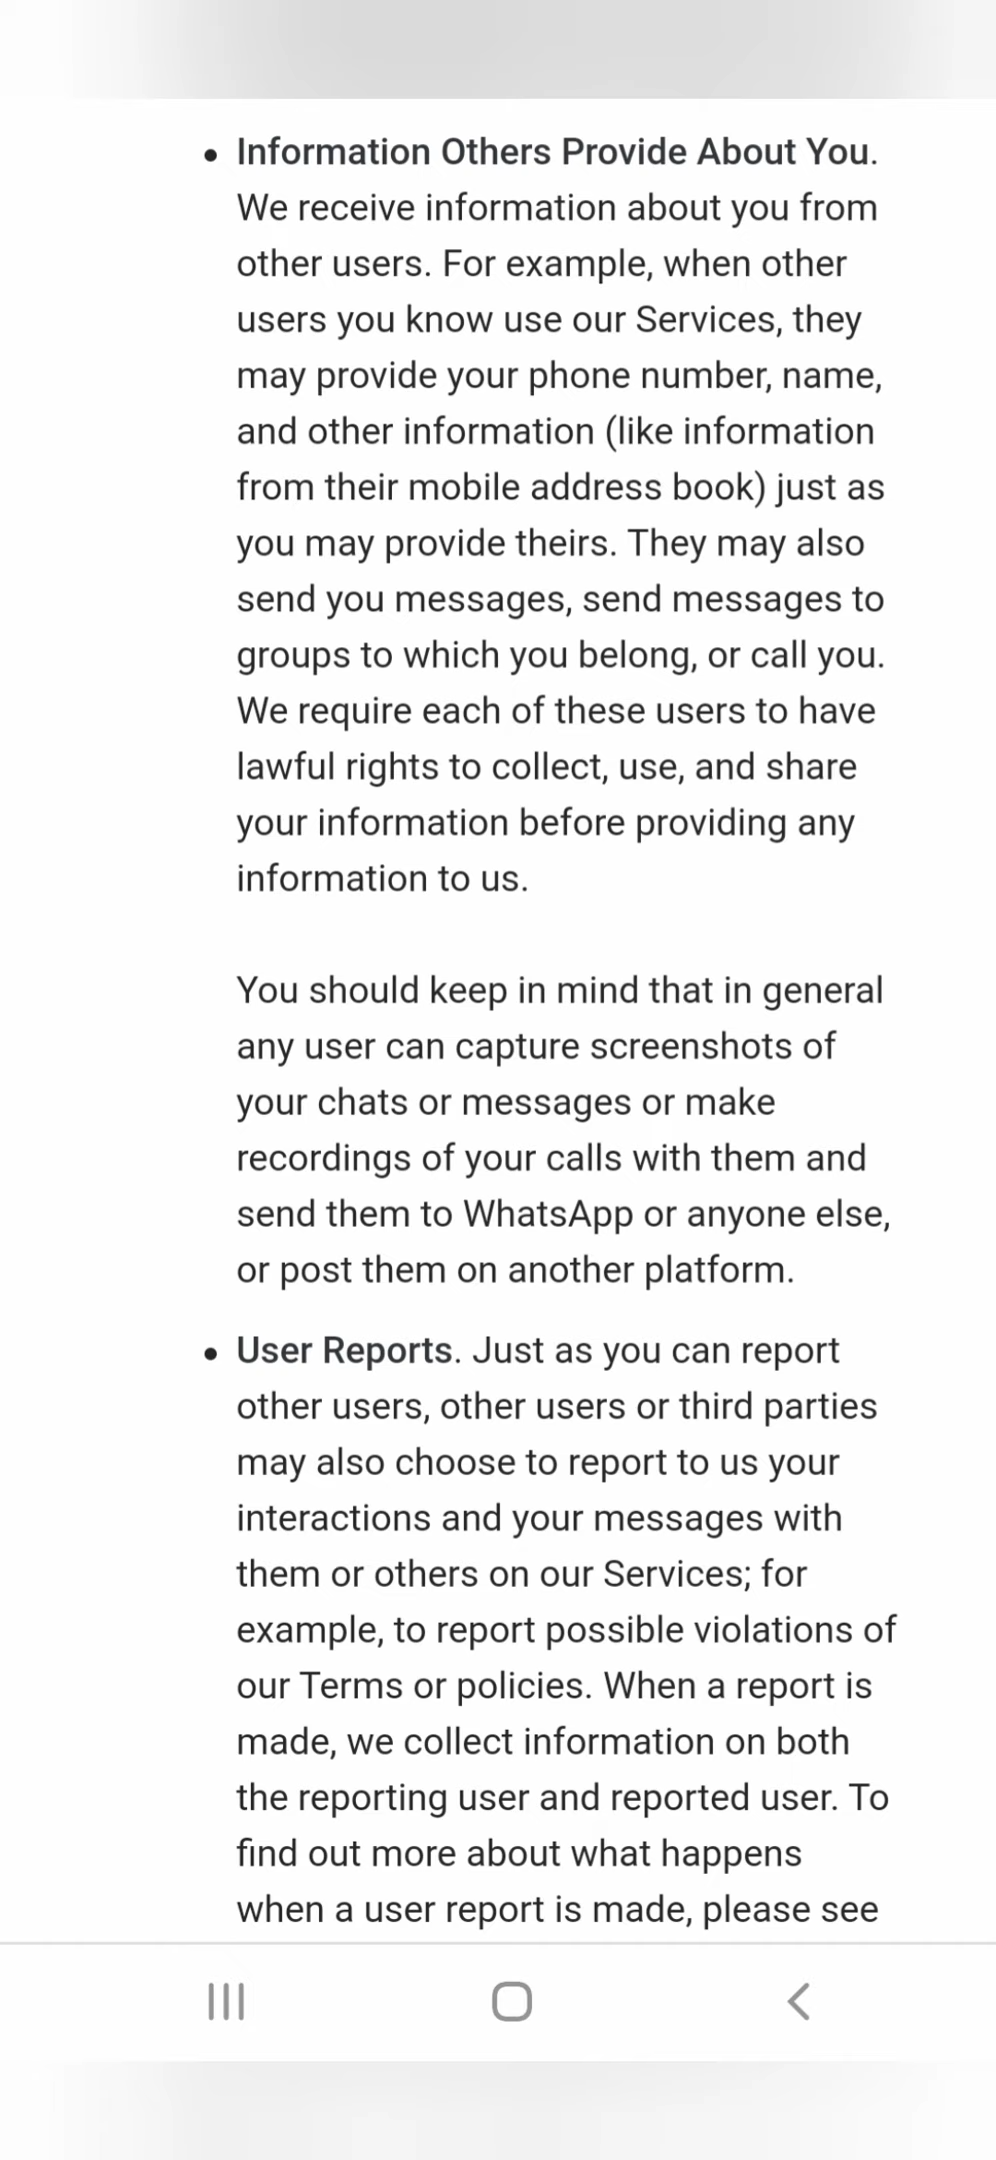 • Information Others Provide About You.
We receive information about you from
other users. For example, when other
users you know use our Services, they
may provide your phone number, name,
and other information (like information
from their mobile address book) just as
you may provide theirs. They may also
send you messages, send messages to
groups to which you belong, or call you.
We require each of these users to have
lawful rights to collect, use, and share
your information before providing any
information to us.
You should keep in mind that in general
any user can capture screenshots of
your chats or messages or make
recordings of your calls with them and
send them to WhatsApp or anyone else,
or post them on another platform.
• User Reports. Just as you can report
other users, other users or third parties
may also choose to report to us your
interactions and your messages with
them or others on our Services; for
example, to report possible violations of
our Terms or policies. When a report is
made, we collect information on both
the reporting user and reported user. To
find out more about what happens
when a user report is made, please see